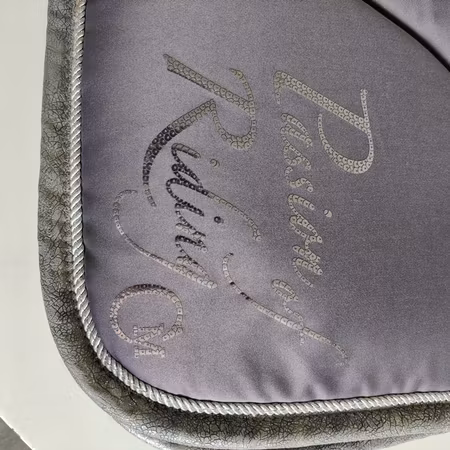 Passion of
Riding